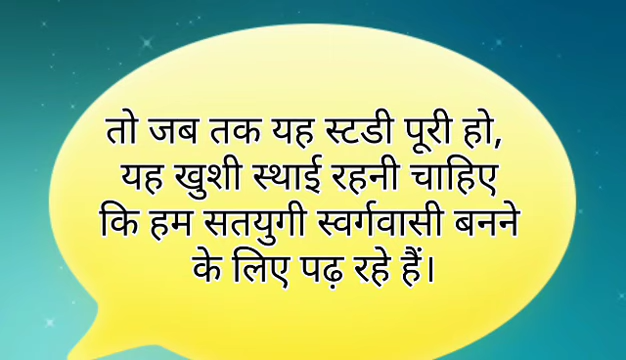 तो जब तक यह स्टडी पूरी हो,
यह खुशी स्थाई रहनी चाहिए
कि हम सतयुगी स्वर्गवासी बनने
के लिए पढ़ रहे हैं।